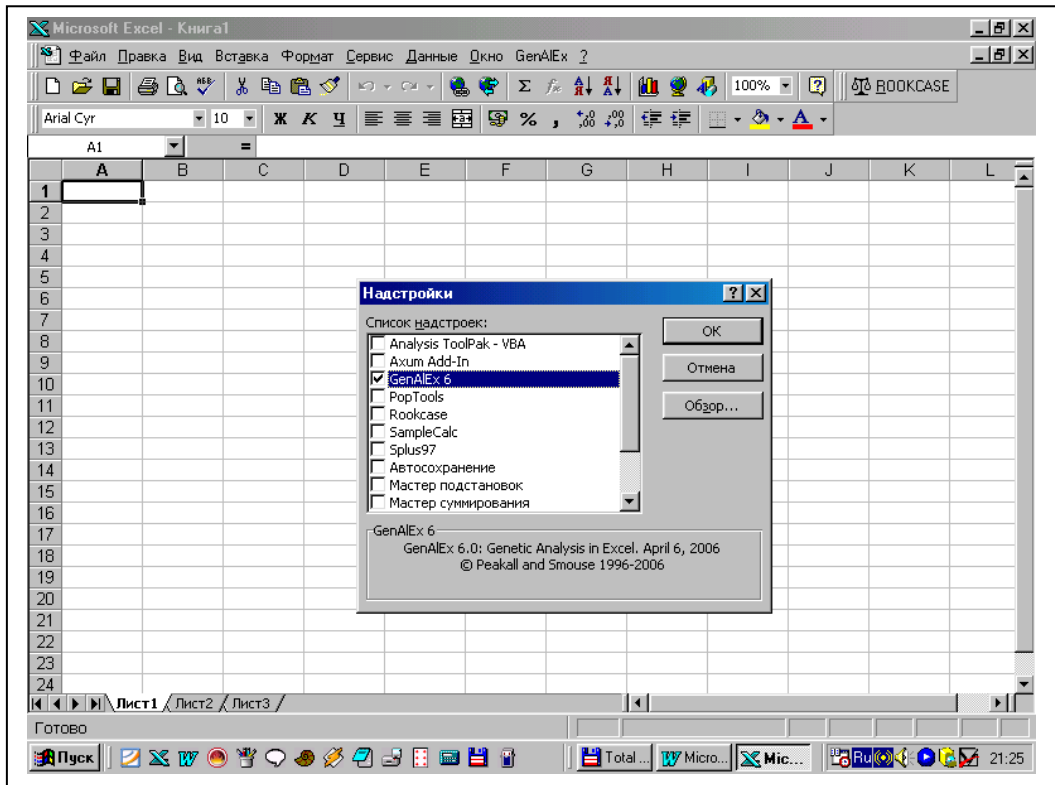 Microsoft Excel - Книга1
Файл Правка Вид Вставка Формат Сервис Данные Окно GenAlEx ?
100% ROOKCASE
Arial Cyr 10 Ж К Ч %
A1 =
A B C D E F G H I J K L
1
2
3
4
5
6
7
8
9
10
11
12
13
14
15
16
17
18
19
20
21
22
23
24
Надстройки
Список надстроек:
Analysis ToolPak - VBA
Axum Add-In
GenAlEx 6
PopTools
Rookcase
SampleCalc
Splus97
Автосохранение
Мастер подстановок
Мастер суммирования
OK
Отмена
Обзор...
GenAlEx 6
GenAlEx 6.0: Genetic Analysis in Excel. April 6, 2006
© Peakall and Smouse 1996-2006
Лист1 Лист2 Лист3
Готово
Пуск Total ... Micro... Mic... Ru 21:25